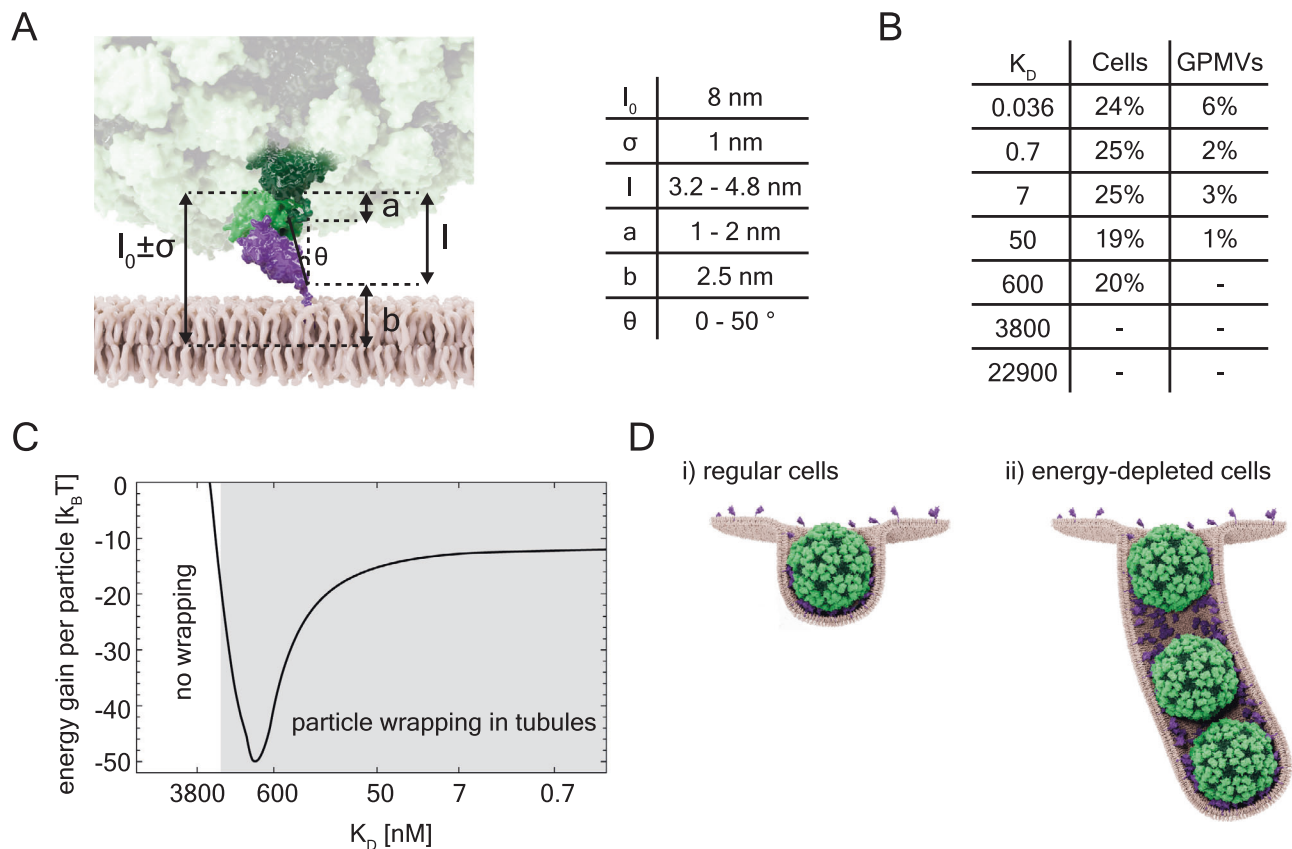 A
a
l
l₀±σ
θ
b
l₀ 8 nm
σ 1 nm
l 3.2 - 4.8 nm
a 1 - 2 nm
b 2.5 nm
θ 0 - 50 °
B
K_D Cells GPMVs
0.036 24% 6%
0.7 25% 2%
7 25% 3%
50 19% 1%
600 20% -
3800 - -
22900 - -
C
energy gain per particle [k_BT]
0
-10
-20
-30
-40
-50
no wrapping
particle wrapping in tubules
3800 600 50 7 0.7
K_D [nM]
D
i) regular cells
ii) energy-depleted cells